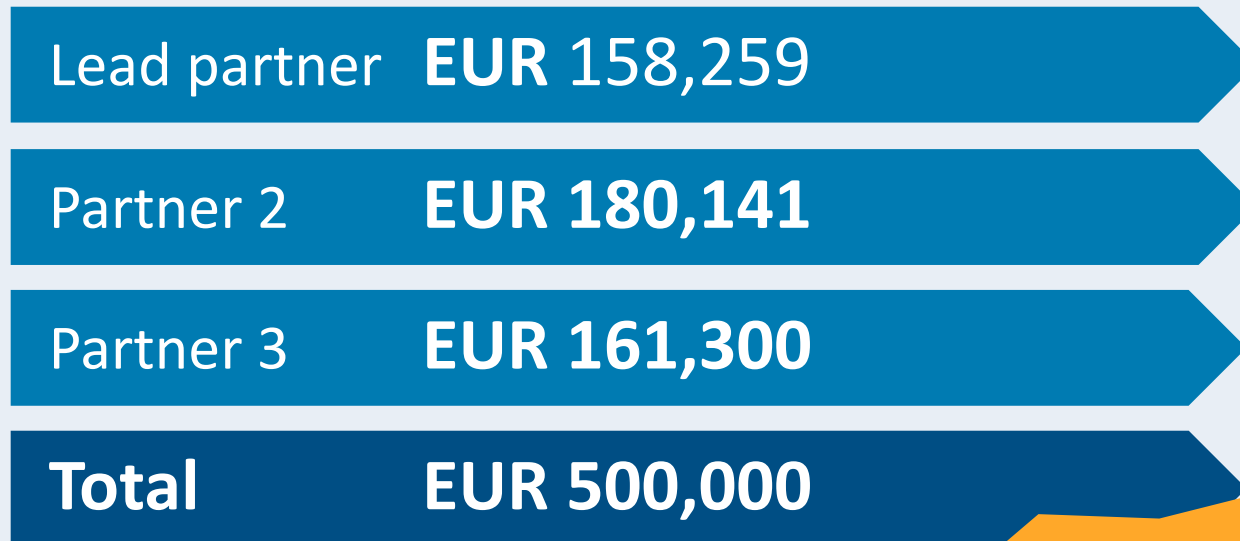 Lead partner EUR 158,259
Partner 2 EUR 180,141
Partner 3 EUR 161,300
Total EUR 500,000